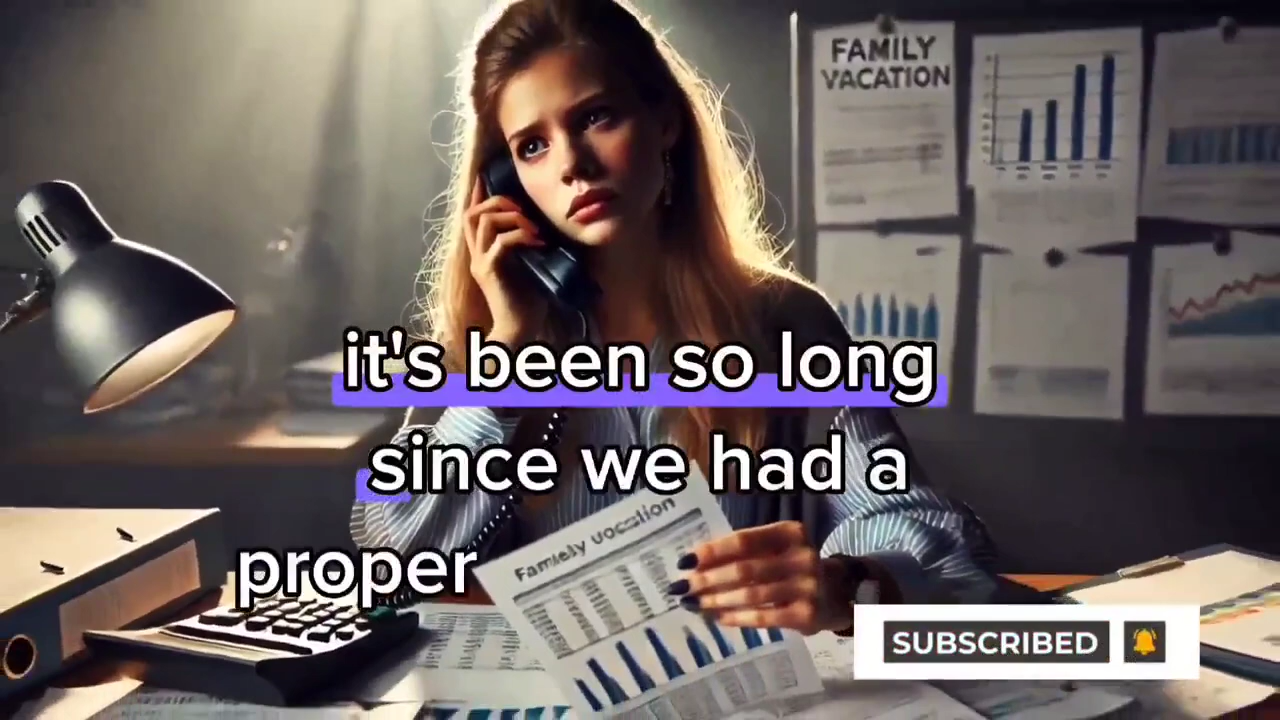 FAMILY
VACATION
it's been so long
since we had a
proper
Family vocation
SUBSCRIBED